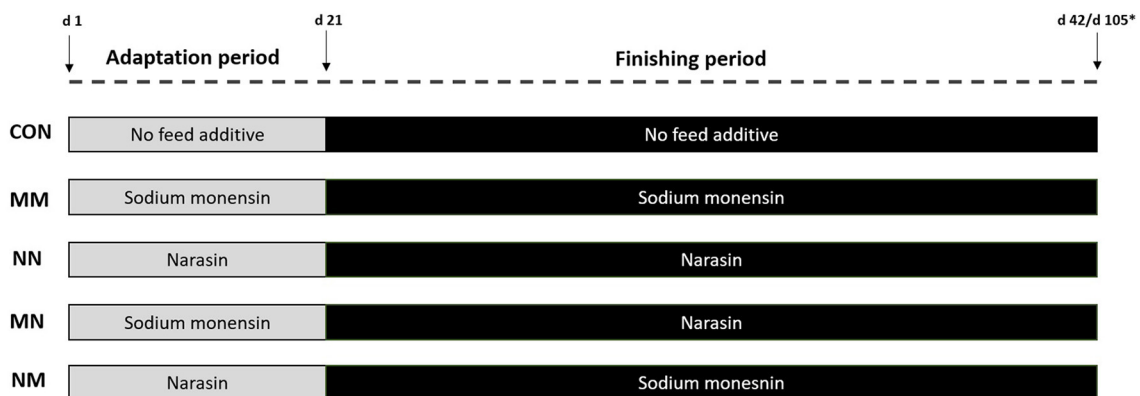 d 1 d 21 d 42/d 105*
Adaptation period Finishing period
CON No feed additive No feed additive
MM Sodium monensin Sodium monensin
NN Narasin Narasin
MN Sodium monensin Narasin
NM Narasin Sodium monesnin